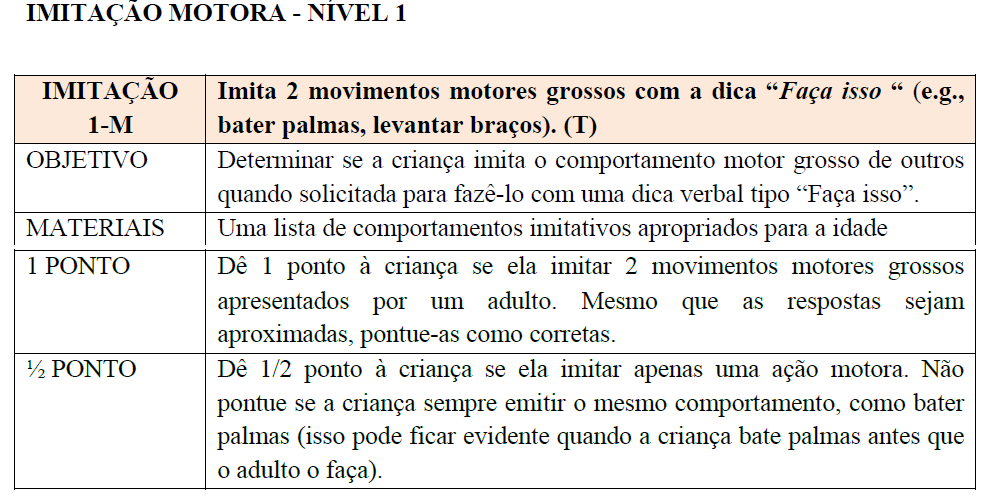 IMITAÇÃO MOTORA - NÍVEL 1
IMITAÇÃO
1-M
Imita 2 movimentos motores grossos com a dica “Faça isso “ (e.g.,
bater palmas, levantar braços). (T)
OBJETIVO
Determinar se a criança imita o comportamento motor grosso de outros
quando solicitada para fazê-lo com uma dica verbal tipo “Faça isso”.
MATERIAIS
Uma lista de comportamentos imitativos apropriados para a idade
1 PONTO
Dê 1 ponto à criança se ela imitar 2 movimentos motores grossos
apresentados por um adulto. Mesmo que as respostas sejam
aproximadas, pontue-as como corretas.
½ PONTO
Dê 1/2 ponto à criança se ela imitar apenas uma ação motora. Não
pontue se a criança sempre emitir o mesmo comportamento, como bater
palmas (isso pode ficar evidente quando a criança bate palmas antes que
o adulto o faça).